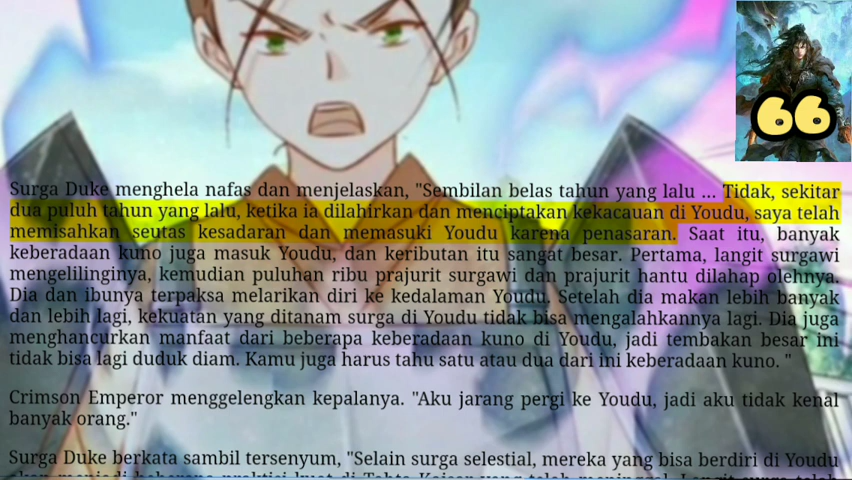 66
Surga Duke menghela nafas dan menjelaskan, "Sembilan belas tahun yang lalu ... Tidak, sekitar
dua puluh tahun yang lalu, ketika ia dilahirkan dan menciptakan kekacauan di Youdu, saya telah
memisahkan seutas kesadaran dan memasuki Youdu karena penasaran. Saat itu, banyak
keberadaan kuno juga masuk Youdu, dan keributan itu sangat besar. Pertama, langit surgawi
mengelilinginya, kemudian puluhan ribu prajurit surgawi dan prajurit hantu dilahap olehnya.
Dia dan ibunya terpaksa melarikan diri ke kedalaman Youdu. Setelah dia makan lebih banyak
dan lebih lagi, kekuatan yang ditanam surga di Youdu tidak bisa mengalahkannya lagi. Dia juga
menghancurkan manfaat dari beberapa keberadaan kuno di Youdu, jadi tembakan besar ini
tidak bisa lagi duduk diam. Kamu juga harus tahu satu atau dua dari ini keberadaan kuno. "
Crimson Emperor menggelengkan kepalanya. "Aku jarang pergi ke Youdu, jadi aku tidak kenal
banyak orang."
Surga Duke berkata sambil tersenyum, "Selain surga selestial, mereka yang bisa berdiri di Youdu